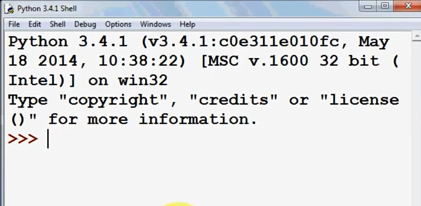 Python 3.4.1 Shell
File Edit Shell Debug Options Windows Help
Python 3.4.1 (v3.4.1:c0e311e010fc, May
18 2014, 10:38:22) [MSC v.1600 32 bit (
Intel)] on win32
Type "copyright", "credits" or "license
()" for more information.
>>>